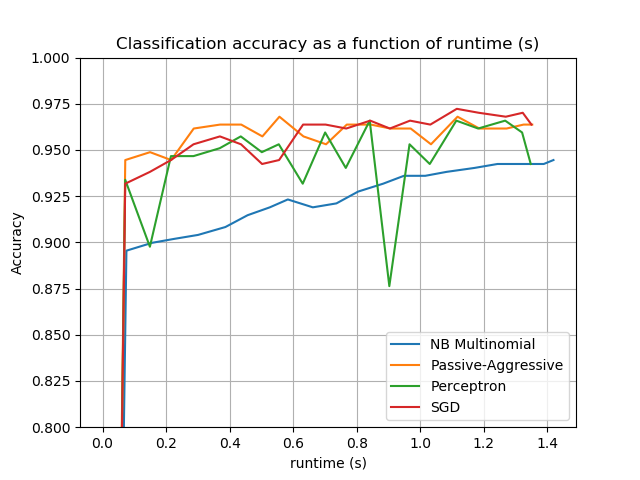 Classification accuracy as a function of runtime (s)
1.000
0.975
0.950
0.925
0.900
0.875
0.850
0.825
0.800
Accuracy
NB Multinomial
Passive-Aggressive
Perceptron
SGD
0.0 0.2 0.4 0.6 0.8 1.0 1.2 1.4
runtime (s)